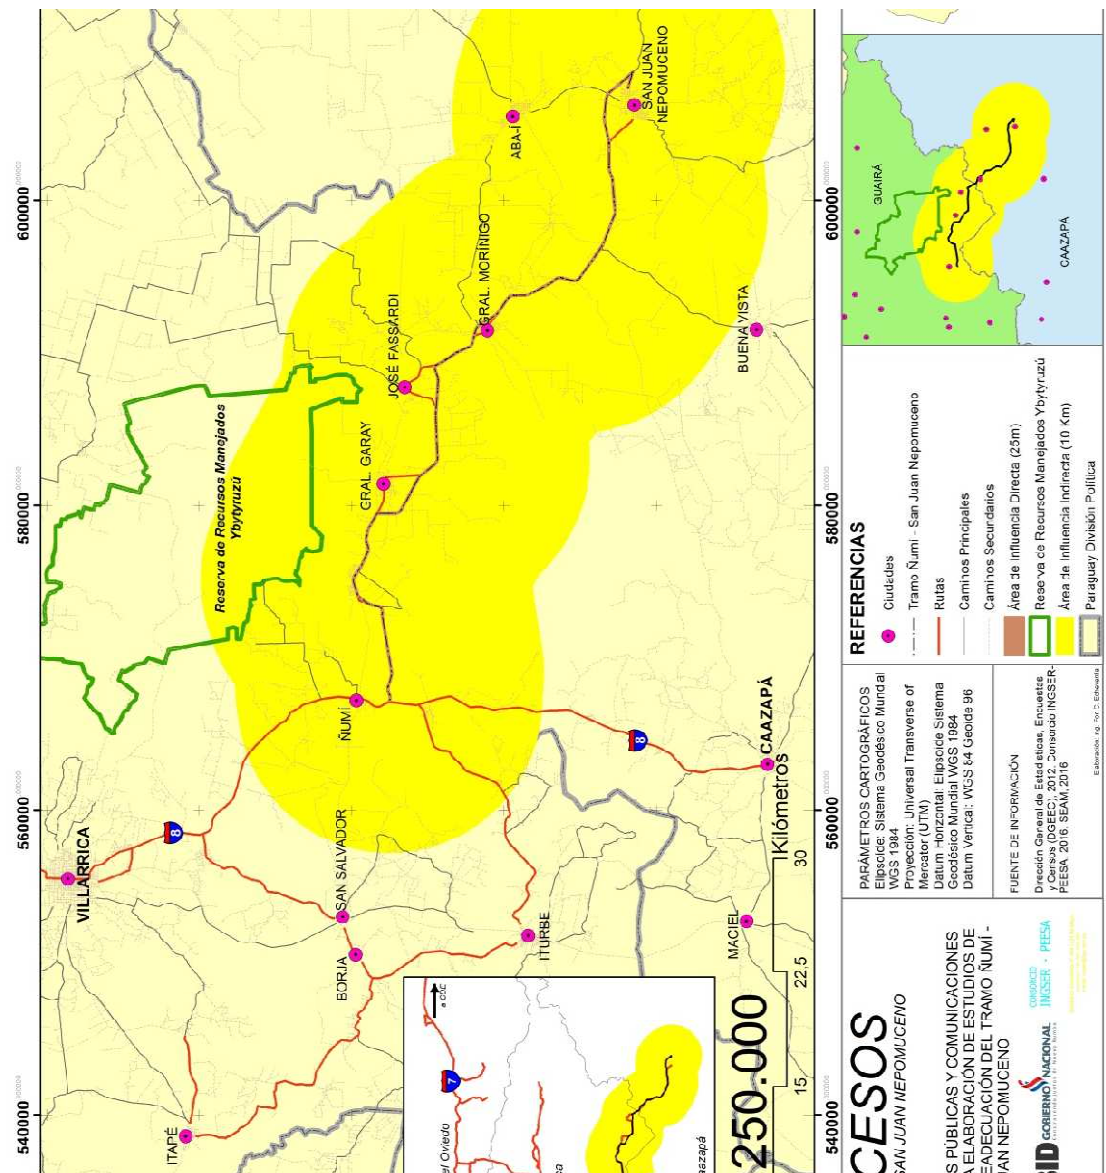 600000
580000
560000
540000
600000
580000
560000
540000
SAN JUAN
NEPOMUCENO
ABA-Í
GRAL. MORÍNIGO
JOSÉ FASSARDI
BUENA VISTA
GRAL. GARAY
Reserva de Recursos Manejados
Ybytyruzú
ÑUMÍ
CAAZAPÁ
8
8
VILLARRICA
SAN SALVADOR
BORJA
ITURBE
MACIEL
ITAPÉ
Kilómetros
30
22,5
15
250.000
7
a CDE
GUAIRÁ
CAAZAPÁ
REFERENCIAS
Ciudades
Tramo Ñumí - San Juan Nepomuceno
Rutas
Caminos Principales
Caminos Secundarios
Área de Influencia Directa (25m)
Reserva de Recursos Manejados Ybytyruzú
Área de Influencia Indirecta (10 Km)
Paraguay División Política
PARÁMETROS CARTOGRÁFICOS
Elipsoide: Sistema Geodésico Mundial
WGS 1984
Proyección: Universal Transverse of
Mercator (UTM)
Datum Horizontal: Elipsoide Sistema
Geodésico Mundial WGS 1984
Datum Vertical: WGS 84 Geoide 96
FUENTE DE INFORMACIÓN
Dirección General de Estadísticas, Encuestas
y Censos (DGEEC), 2012. Consorcio INGSER-
PEESA, 2016. SEAM, 2016
CESOS
SAN JUAN NEPOMUCENO
S PÚBLICAS Y COMUNICACIONES
A ELABORACIÓN DE ESTUDIOS DE
EADECUACIÓN DEL TRAMO ÑUMÍ -
AN NEPOMUCENO
GOBIERNO NACIONAL
CONSORCIO
INGSER - PEESA